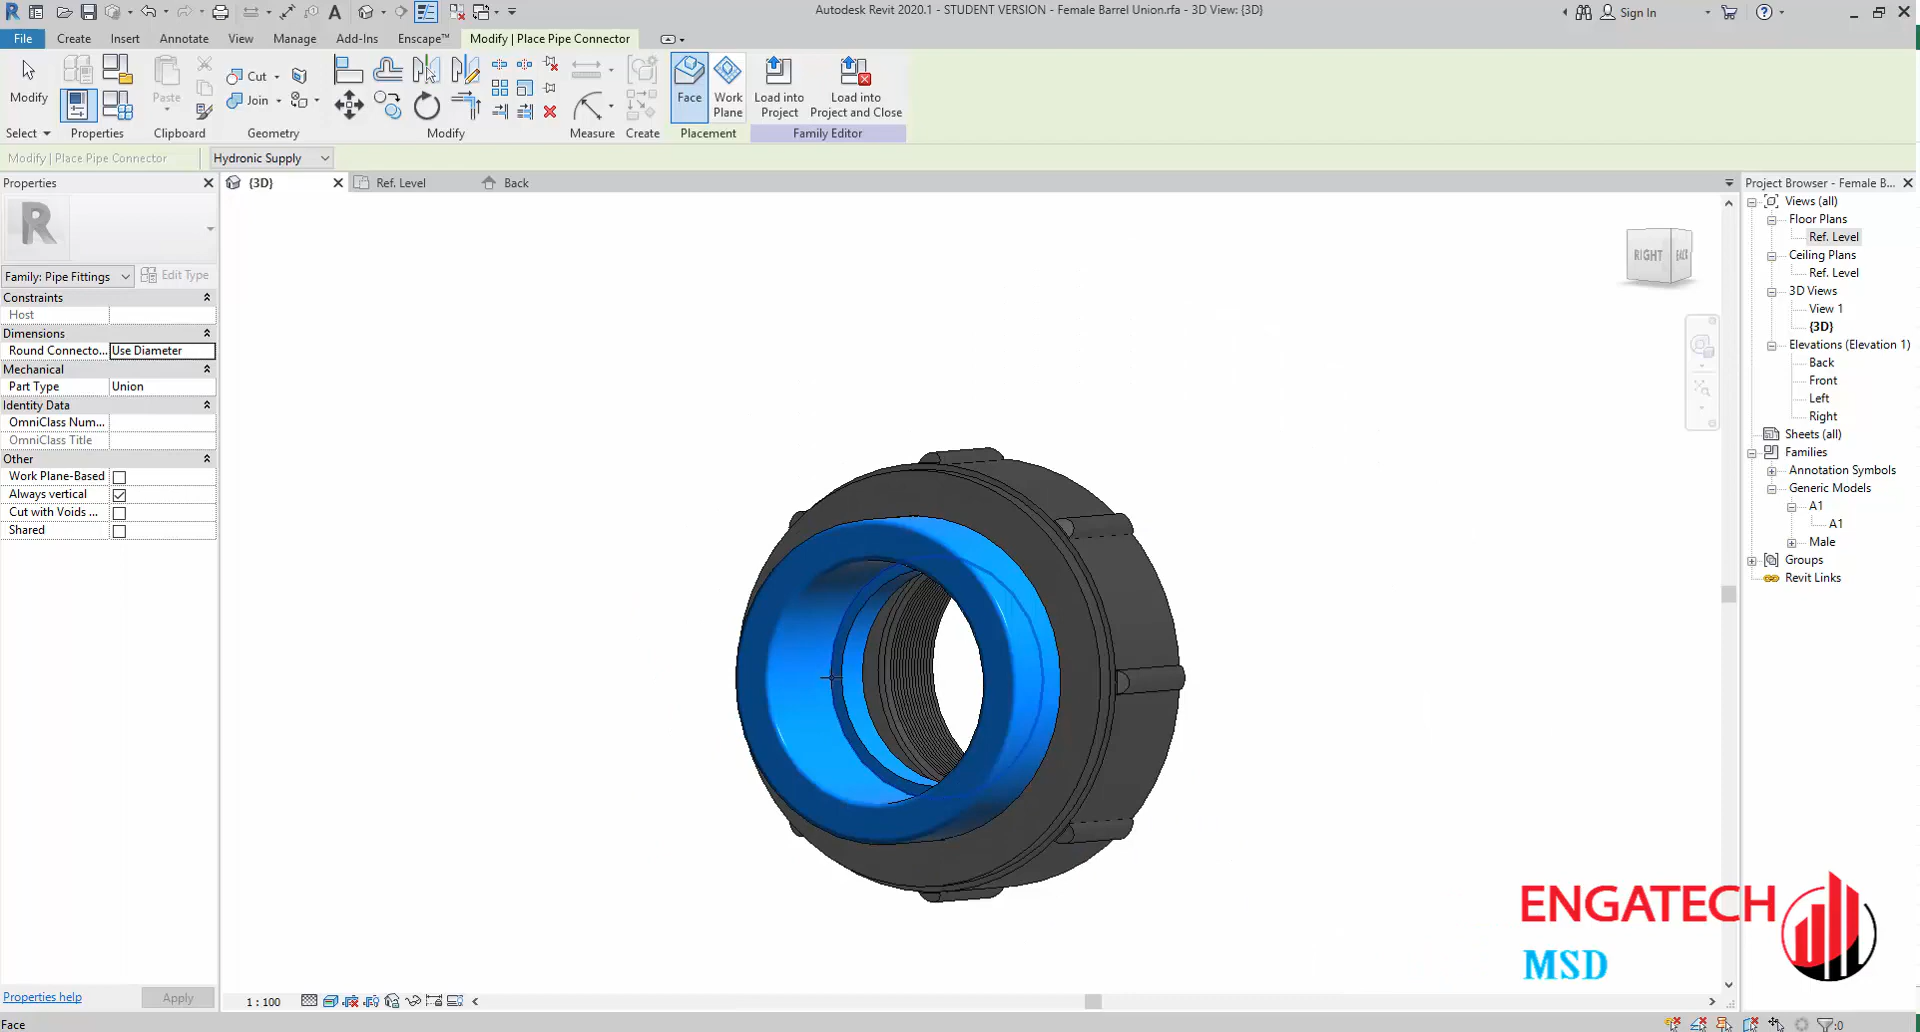 Autodesk Revit 2020.1 - STUDENT VERSION - Female Barrel Union.rfa - 3D View: {3D}
Sign In
File Create Insert Annotate View Manage Add-Ins Enscape™ Modify | Place Pipe Connector
Modify
Paste
Cut
Join
Face
Work Plane
Load into Project
Load into Project and Close
Select Properties Clipboard Geometry Modify Measure Create Placement Family Editor
Modify | Place Pipe Connector Hydronic Supply
Properties
{3D} Ref. Level Back
Family: Pipe Fittings Edit Type
Constraints
Host
Dimensions
Round Connecto... Use Diameter
Mechanical
Part Type Union
Identity Data
OmniClass Num...
OmniClass Title
Other
Work Plane-Based
Always vertical
Cut with Voids ...
Shared
Properties help Apply
RIGHT BACK
Project Browser - Female B...
Views (all)
Floor Plans
Ref. Level
Ceiling Plans
Ref. Level
3D Views
View 1
{3D}
Elevations (Elevation 1)
Back
Front
Left
Right
Sheets (all)
Families
Annotation Symbols
Generic Models
A1
A1
Male
Groups
Revit Links
ENGATECH
MSD
1 : 100
Face
:0